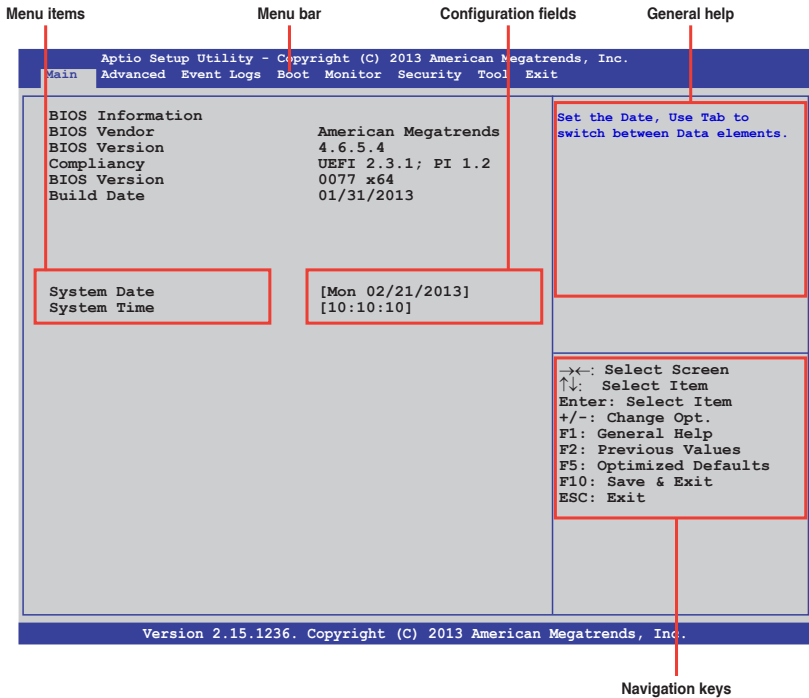 Menu items Menu bar Configuration fields General help
Aptio Setup Utility - Copyright (C) 2013 American Megatrends, Inc.
Main Advanced Event Logs Boot Monitor Security Tool Exit
BIOS Information
BIOS Vendor American Megatrends
BIOS Version 4.6.5.4
Compliancy UEFI 2.3.1; PI 1.2
BIOS Version 0077 x64
Build Date 01/31/2013
System Date [Mon 02/21/2013]
System Time [10:10:10]
Set the Date, Use Tab to
switch between Data elements.
→←: Select Screen
↑↓: Select Item
Enter: Select Item
+/-: Change Opt.
F1: General Help
F2: Previous Values
F5: Optimized Defaults
F10: Save & Exit
ESC: Exit
Version 2.15.1236. Copyright (C) 2013 American Megatrends, Inc.
Navigation keys